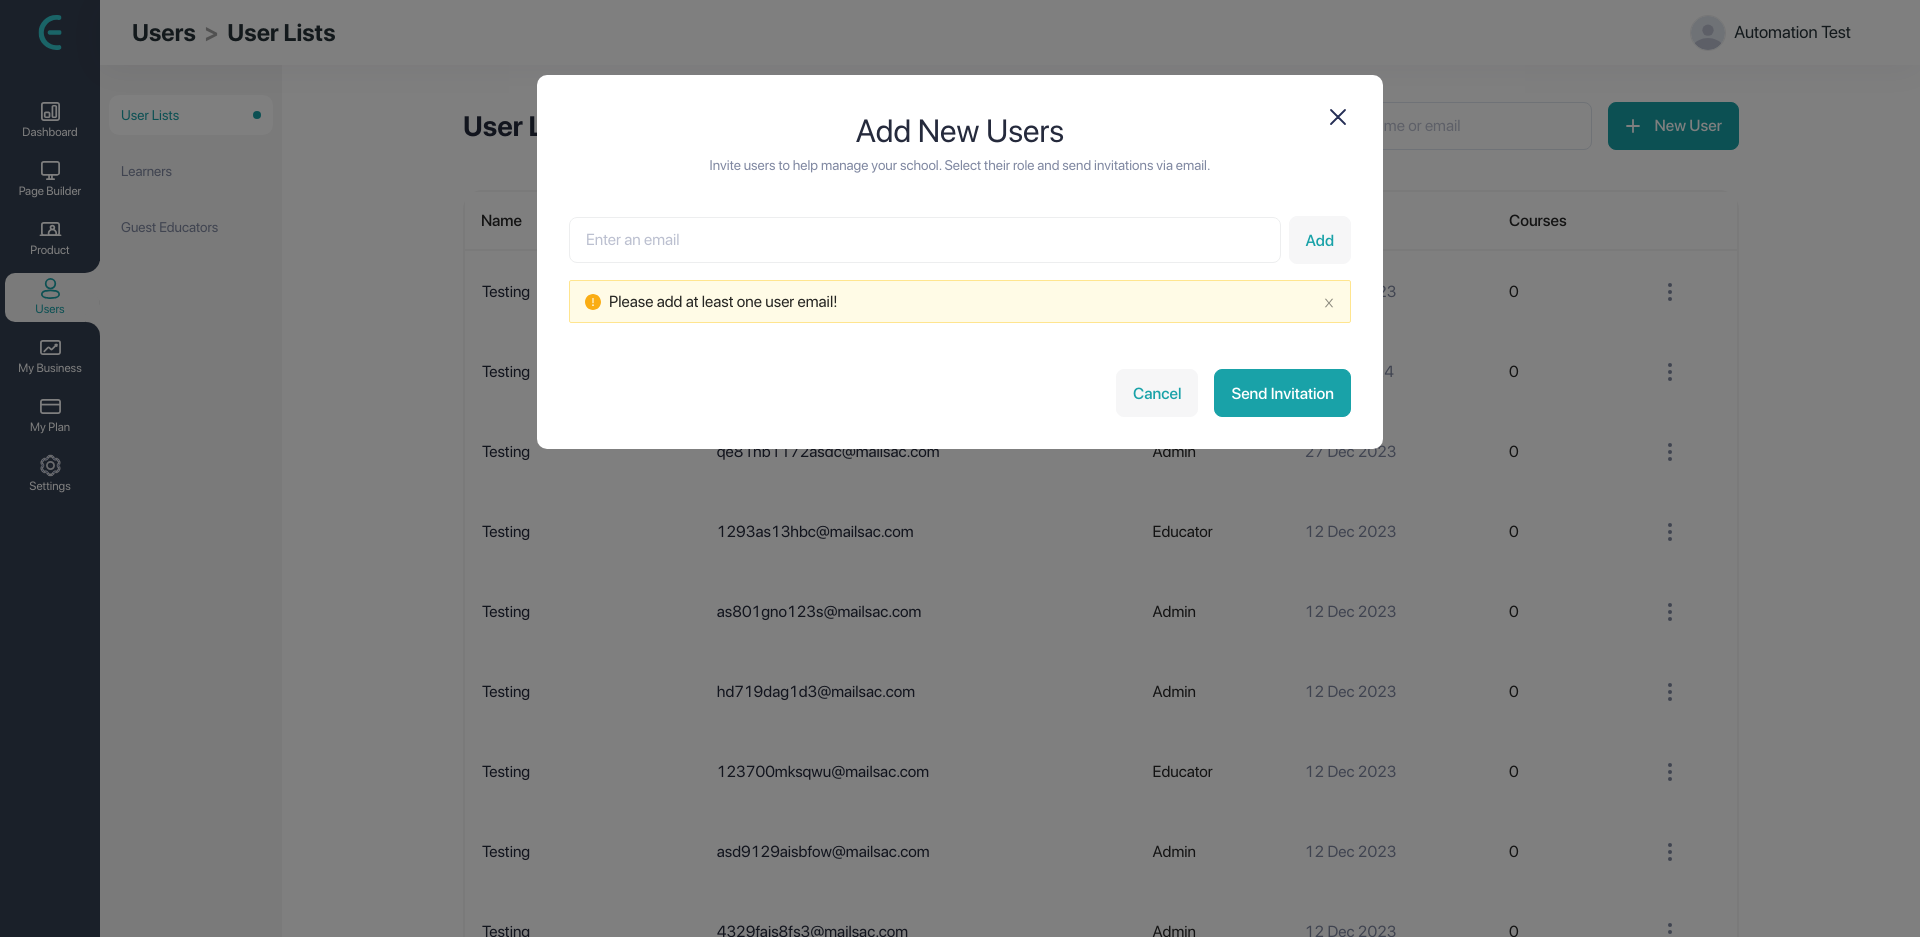 Users > User Lists
Automation Test
Dashboard
Page Builder
Product
Users
My Business
My Plan
Settings
User Lists
Learners
Guest Educators
User L
or email
New User
Add New Users
Invite users to help manage your school. Select their role and send invitations via email.
Enter an email
Add
Please add at least one user email!
Cancel
Send Invitation
Name Courses
Testing 23 0
Testing 4 0
Testing Admin 27 Dec 2023 0
Testing 1293as13hbc@mailsac.com Educator 12 Dec 2023 0
Testing as801gno123s@mailsac.com Admin 12 Dec 2023 0
Testing hd719dag1d3@mailsac.com Admin 12 Dec 2023 0
Testing 123700mksqwu@mailsac.com Educator 12 Dec 2023 0
Testing asd9129aisbfow@mailsac.com Admin 12 Dec 2023 0
Testing 4329fais8fs3@mailsac.com Admin 12 Dec 2023 0